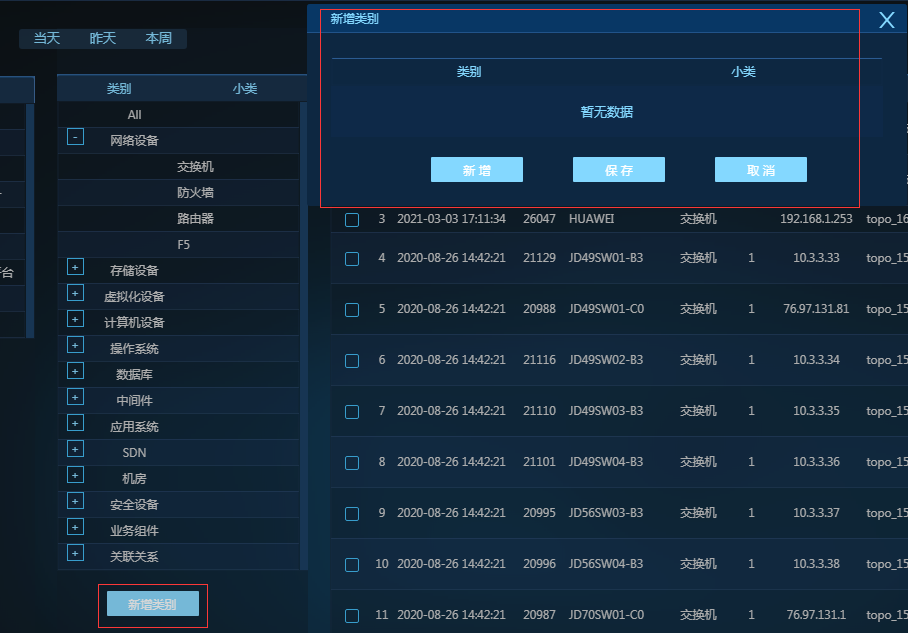 新增类别 X
当天 昨天 本周
类别 小类
暂无数据
新增 保存 取消
类别 小类
All
- 网络设备
交换机
防火墙
路由器
F5
+ 存储设备
+ 虚拟化设备
+ 计算机设备
+ 操作系统
+ 数据库
+ 中间件
+ 应用系统
+ SDN
+ 机房
+ 安全设备
+ 业务组件
+ 关联关系
新增类别
台
3 2021-03-03 17:11:34 26047 HUAWEI 交换机 192.168.1.253 topo_16
4 2020-08-26 14:42:21 21129 JD49SW01-B3 交换机 1 10.3.3.33 topo_15
5 2020-08-26 14:42:21 20988 JD49SW01-C0 交换机 1 76.97.131.81 topo_15
6 2020-08-26 14:42:21 21116 JD49SW02-B3 交换机 1 10.3.3.34 topo_15
7 2020-08-26 14:42:21 21110 JD49SW03-B3 交换机 1 10.3.3.35 topo_15
8 2020-08-26 14:42:21 21101 JD49SW04-B3 交换机 1 10.3.3.36 topo_15
9 2020-08-26 14:42:21 20995 JD56SW03-B3 交换机 1 10.3.3.37 topo_15
10 2020-08-26 14:42:21 20996 JD56SW04-B3 交换机 1 10.3.3.38 topo_15
11 2020-08-26 14:42:21 20987 JD70SW01-C0 交换机 1 76.97.131.1 topo_15